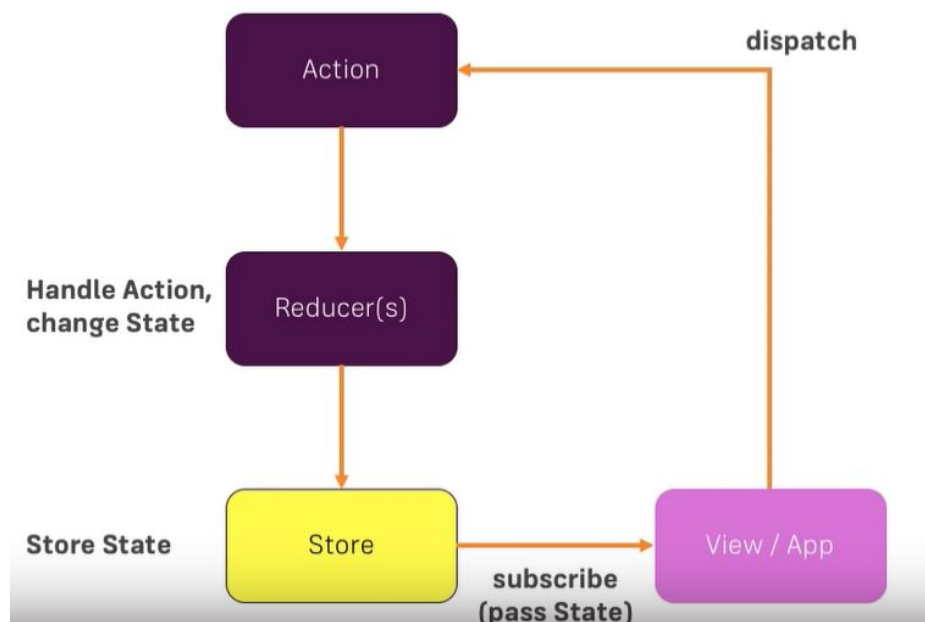 dispatch
Action
Handle Action,
change State
Reducer(s)
Store State
Store
View / App
subscribe
(pass State)